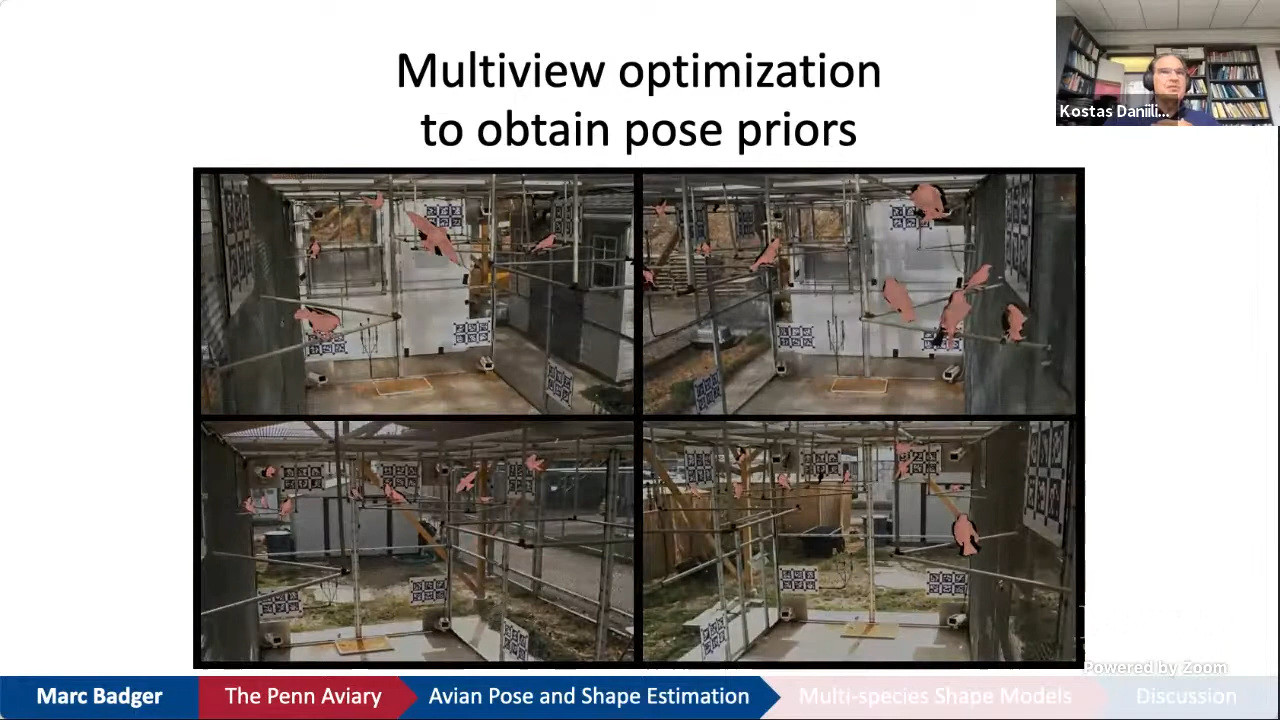 Multiview optimization
to obtain pose priors
Kostas Daniili...
Powered by Zoom
Marc Badger
The Penn Aviary
Avian Pose and Shape Estimation
Multi-species Shape Models
Discussion